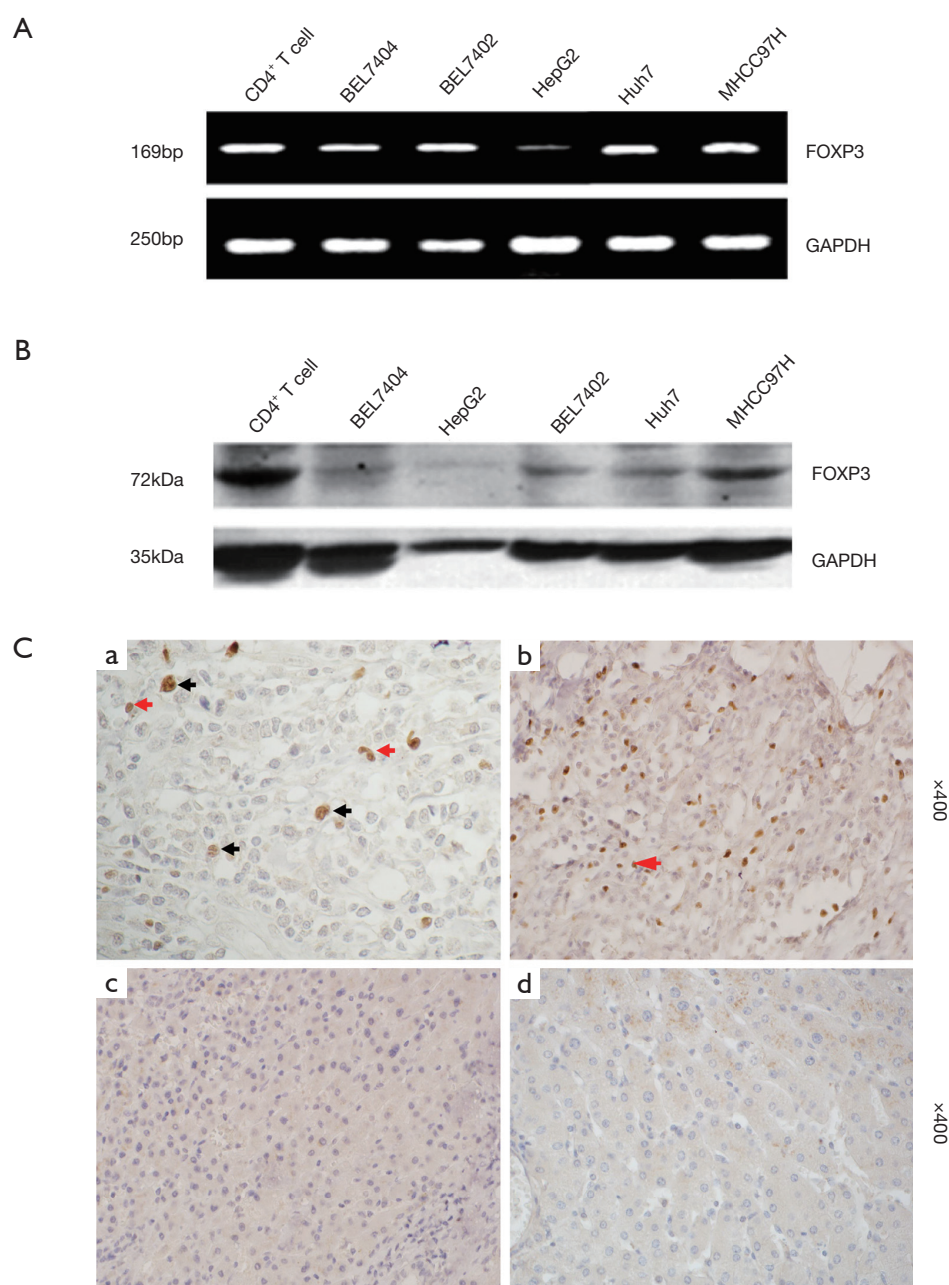 A
CD4⁺ T cell BEL7404 BEL7402 HepG2 Huh7 MHCC97H
169bp FOXP3
250bp GAPDH
B
CD4⁺ T cell BEL7404 HepG2 BEL7402 Huh7 MHCC97H
72kDa FOXP3
35kDa GAPDH
C
a b
×400
c d
×400